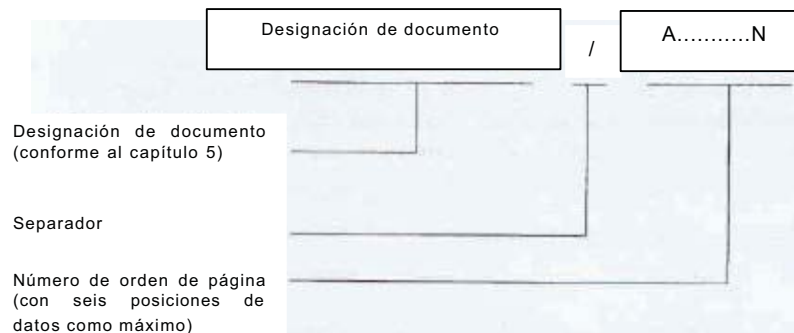 Designación de documento
/
A...........N
Designación de documento
(conforme al capítulo 5)
Separador
Número de orden de página
(con seis posiciones de
datos como máximo)